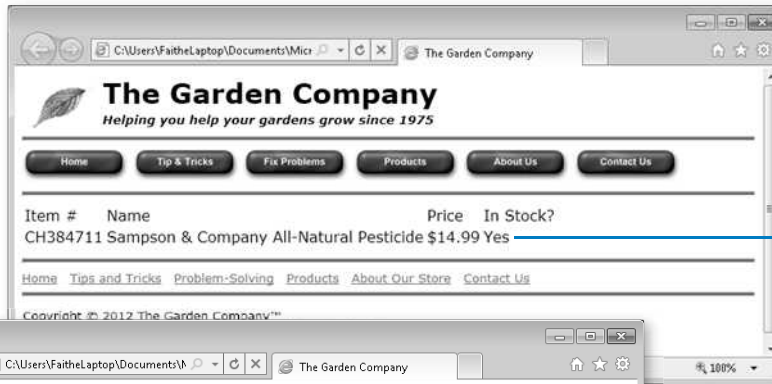 C:\Users\FaitheLaptop\Documents\Micr
The Garden Company
The Garden Company
Helping you help your gardens grow since 1975
Home Tip & Tricks Fix Problems Products About Us Contact Us
Item # Name Price In Stock?
CH384711 Sampson & Company All-Natural Pesticide $14.99 Yes
Home Tips and Tricks Problem-Solving Products About Our Store Contact Us
Copyright © 2012 The Garden Company™
100%
C:\Users\FaitheLaptop\Documents\M
The Garden Company